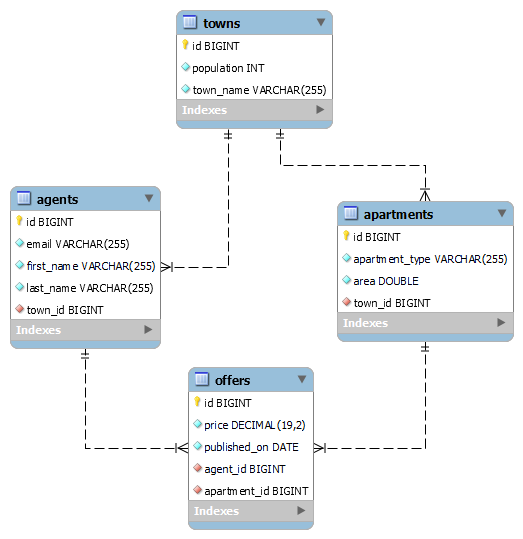 towns
id BIGINT
population INT
town_name VARCHAR(255)
Indexes
agents
id BIGINT
email VARCHAR(255)
first_name VARCHAR(255)
last_name VARCHAR(255)
town_id BIGINT
Indexes
apartments
id BIGINT
apartment_type VARCHAR(255)
area DOUBLE
town_id BIGINT
Indexes
offers
id BIGINT
price DECIMAL(19,2)
published_on DATE
agent_id BIGINT
apartment_id BIGINT
Indexes